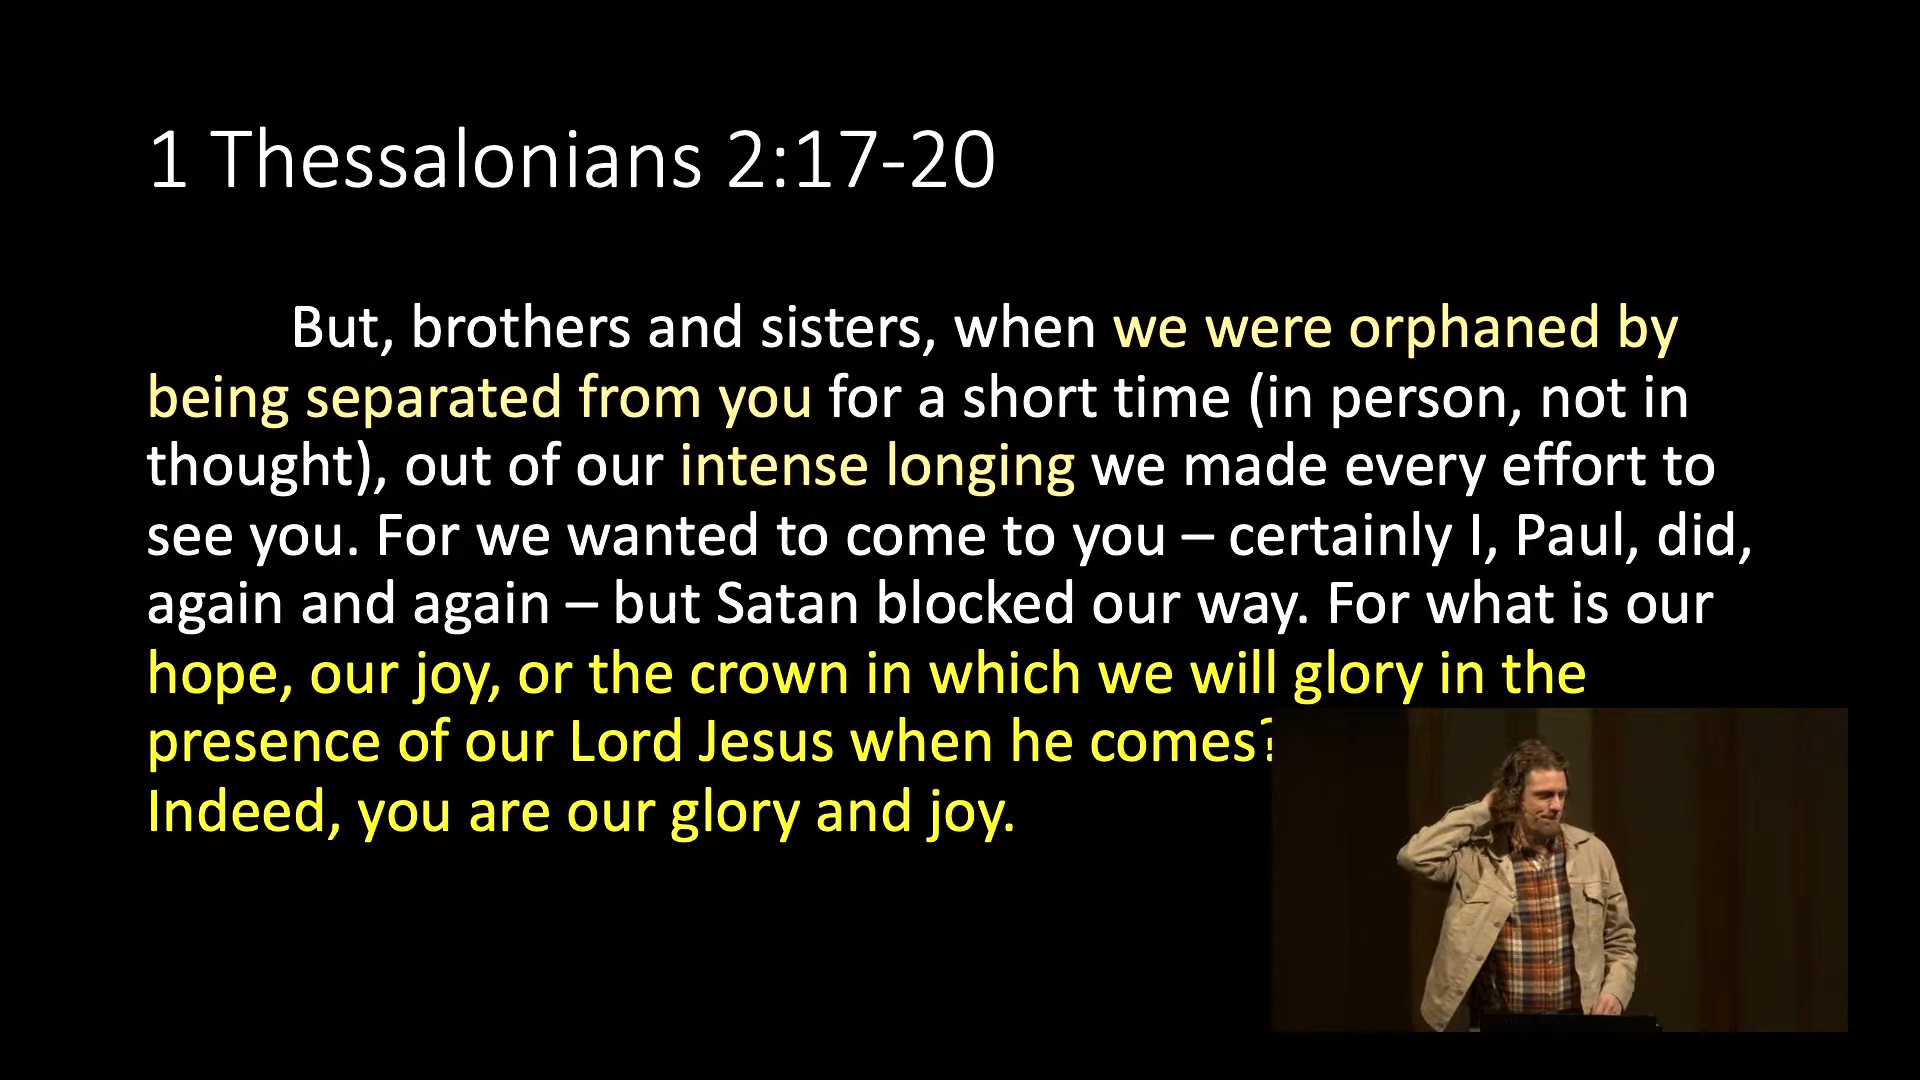 1 Thessalonians 2:17-20
But, brothers and sisters, when we were orphaned by
being separated from you for a short time (in person, not in
thought), out of our intense longing we made every effort to
see you. For we wanted to come to you – certainly I, Paul, did,
again and again – but Satan blocked our way. For what is our
hope, our joy, or the crown in which we will glory in the
presence of our Lord Jesus when he comes?
Indeed, you are our glory and joy.